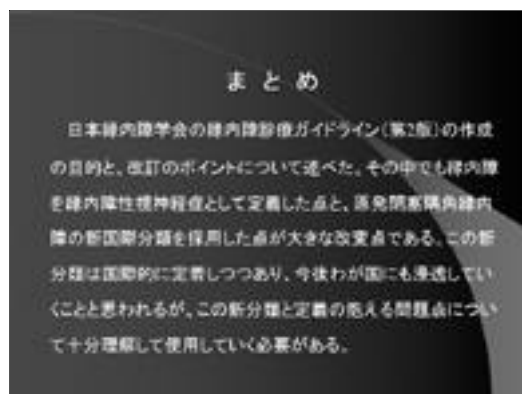 まとめ
日本緑内障学会の緑内障診療ガイドライン(第2版)の作成
の目的と、改訂のポイントについて述べた。その中でも緑内障
を緑内障性視神経症として定義した点と、原発閉塞隅角緑内
障の新国際分類を採用した点が大きな改変点である。この新
分類は国際的に定着しつつあり、今後わが国にも浸透してい
くことと思われるが、この新分類と定義の抱える問題点につい
て十分理解して使用していく必要がある。